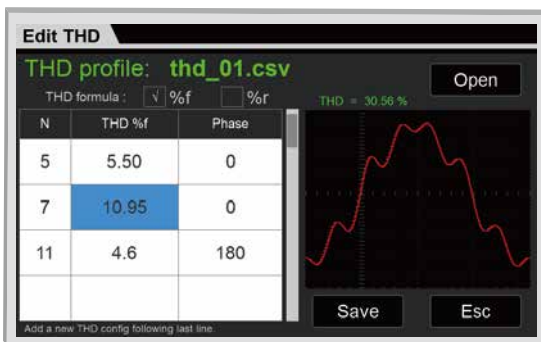 Edit THD
THD profile: thd_01.csv
Open
THD formula : √ %f %r
THD = 30.56 %
N THD %f Phase
5 5.50 0
7 10.95 0
11 4.6 180
Save Esc
Add a new THD config following last line.